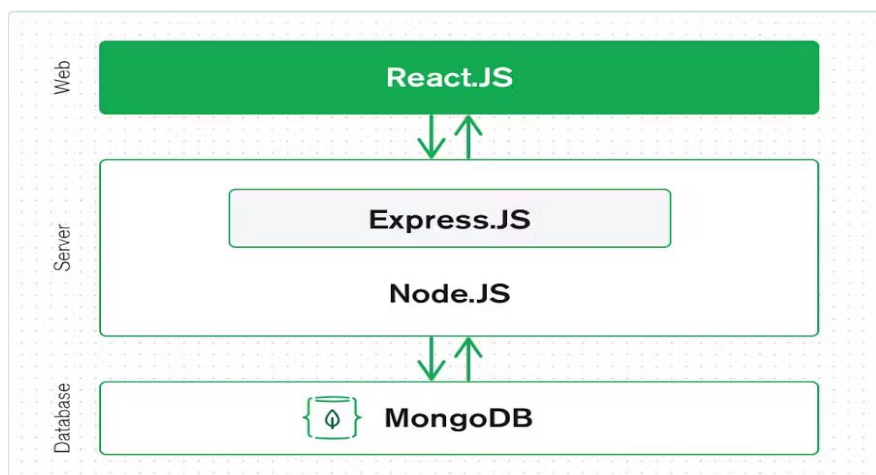 Web
React.JS
Server
Express.JS
Node.JS
Database
MongoDB